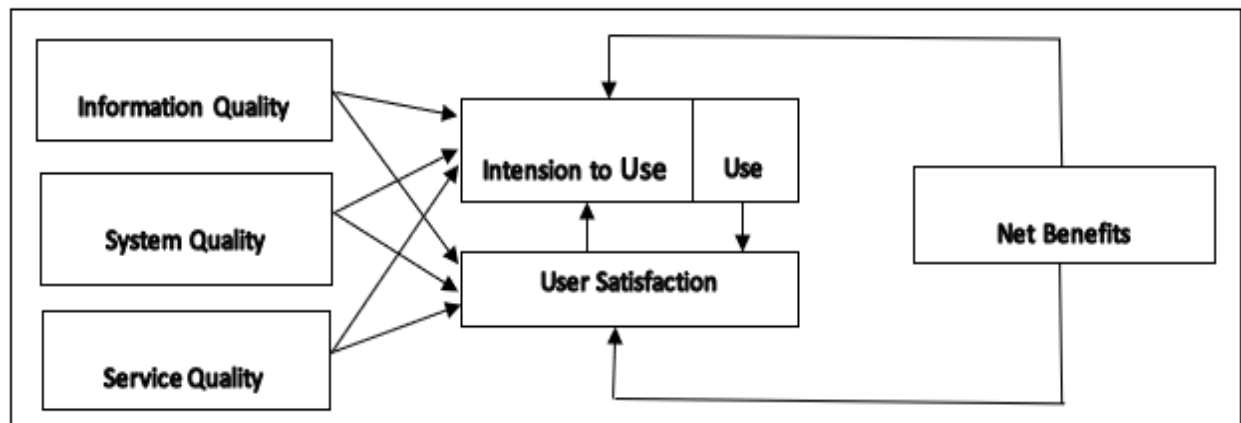 Information Quality
Intension to Use
Use
System Quality
Net Benefits
User Satisfaction
Service Quality